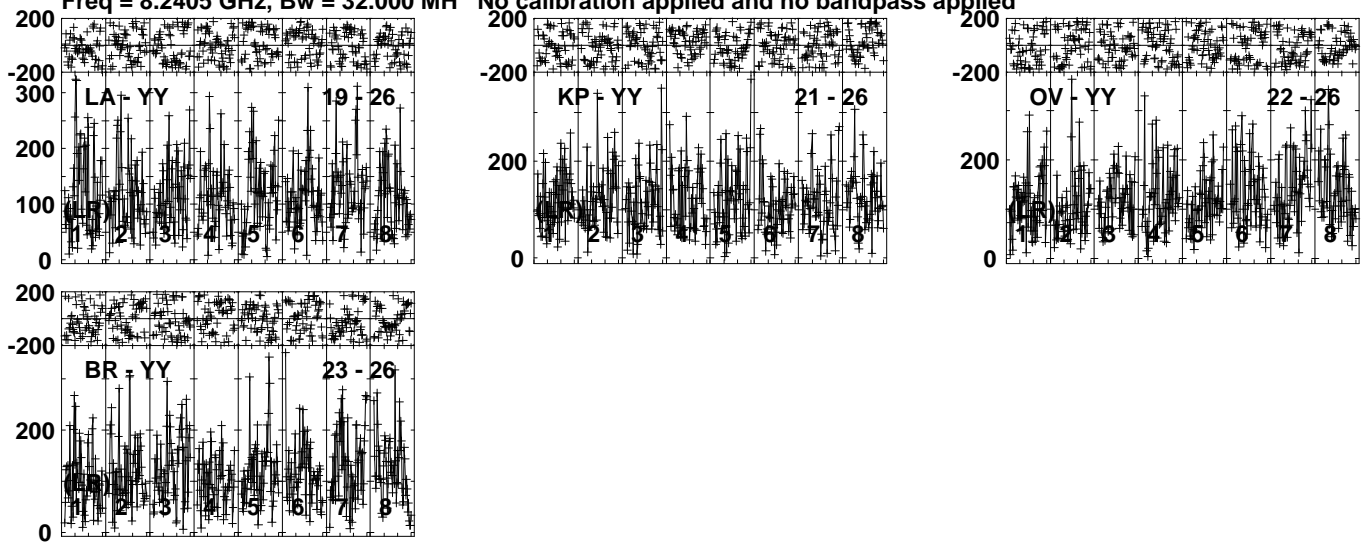 Freq = 8.2405 GHz, Bw = 32.000 MH No calibration applied and no bandpass applied
200
-200
300
200
100
0
LA - YY 19 - 26
(LR)
1 2 3 4 5 6 7 8
200
-200
200
0
KP - YY 21 - 26
(LR)
1 2 3 4 5 6 7 8
200
-200
200
0
OV - YY 22 - 26
(LR)
1 2 3 4 5 6 7 8
200
-200
200
0
BR - YY 23 - 26
(LR)
1 2 3 4 5 6 7 8